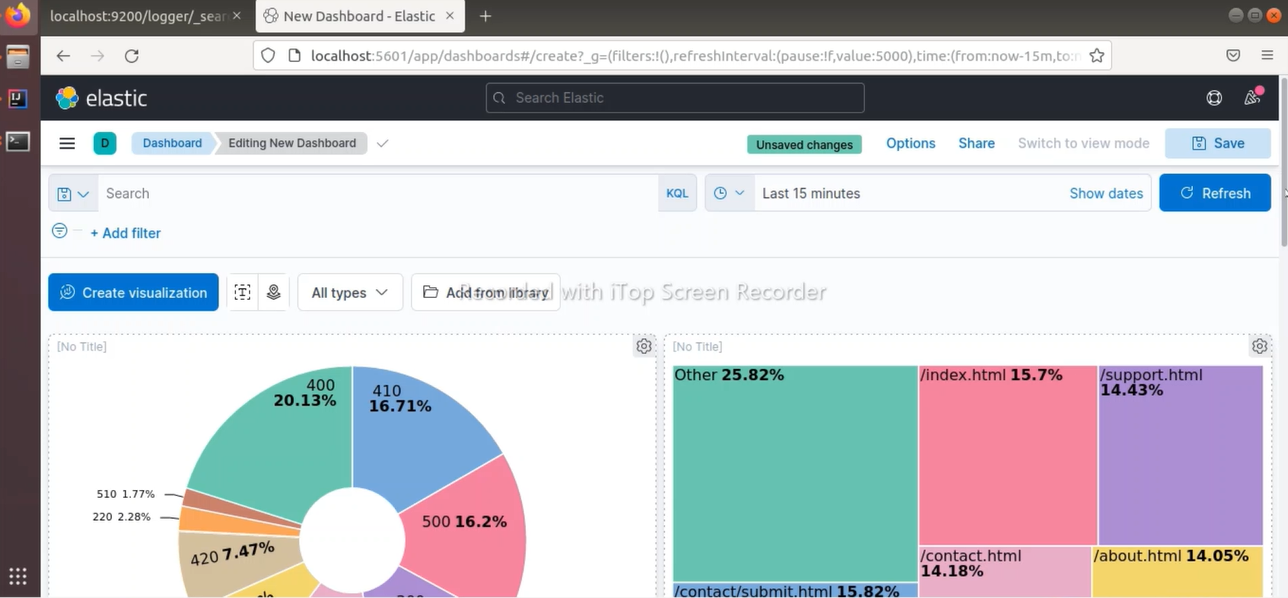 localhost:9200/logger/_sear
New Dashboard - Elastic
localhost:5601/app/dashboards#/create?_g=(filters:!(),refreshInterval:(pause:!f,value:5000),time:(from:now-15m,to:n
elastic
Search Elastic
D
Dashboard
Editing New Dashboard
Unsaved changes
Options
Share
Switch to view mode
Save
Search
KQL
Last 15 minutes
Show dates
Refresh
+ Add filter
Create visualization
All types
Add from library
Recorded with iTop Screen Recorder
[No Title]
400
20.13%
410
16.71%
510 1.77%
220 2.28%
500 16.2%
420 7.47%
[No Title]
Other 25.82%
/index.html 15.7%
/support.html
14.43%
/contact.html
14.18%
/about.html 14.05%
/contact/submit.html 15.82%